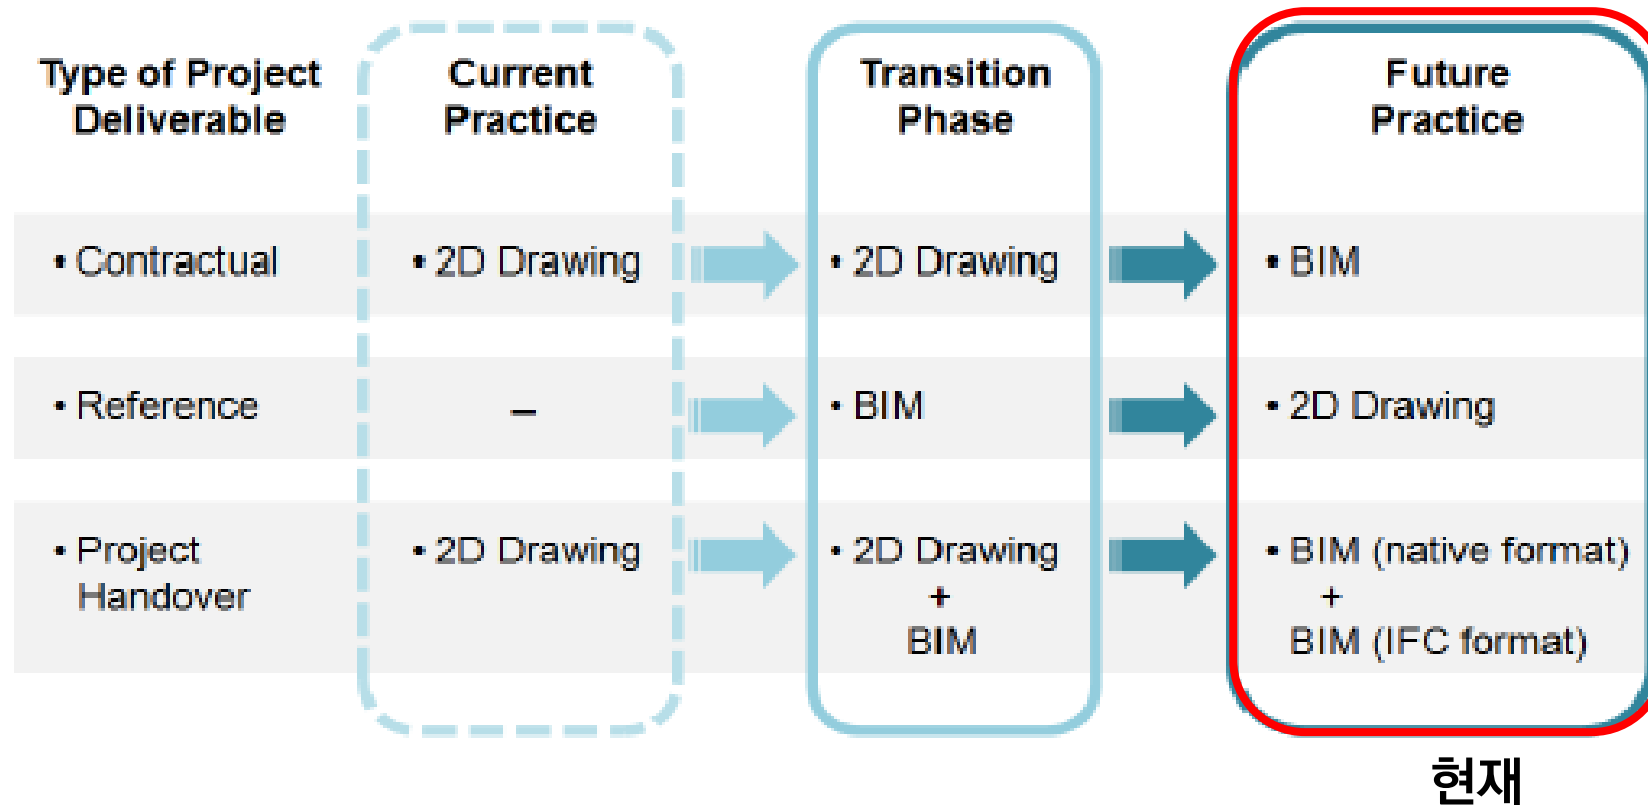 Type of Project
Deliverable
Current
Practice
Transition
Phase
Future
Practice
• Contractual
• 2D Drawing
• 2D Drawing
• BIM
• Reference
–
• BIM
• 2D Drawing
• Project
Handover
• 2D Drawing
• 2D Drawing
+
BIM
• BIM (native format)
+
BIM (IFC format)
현재